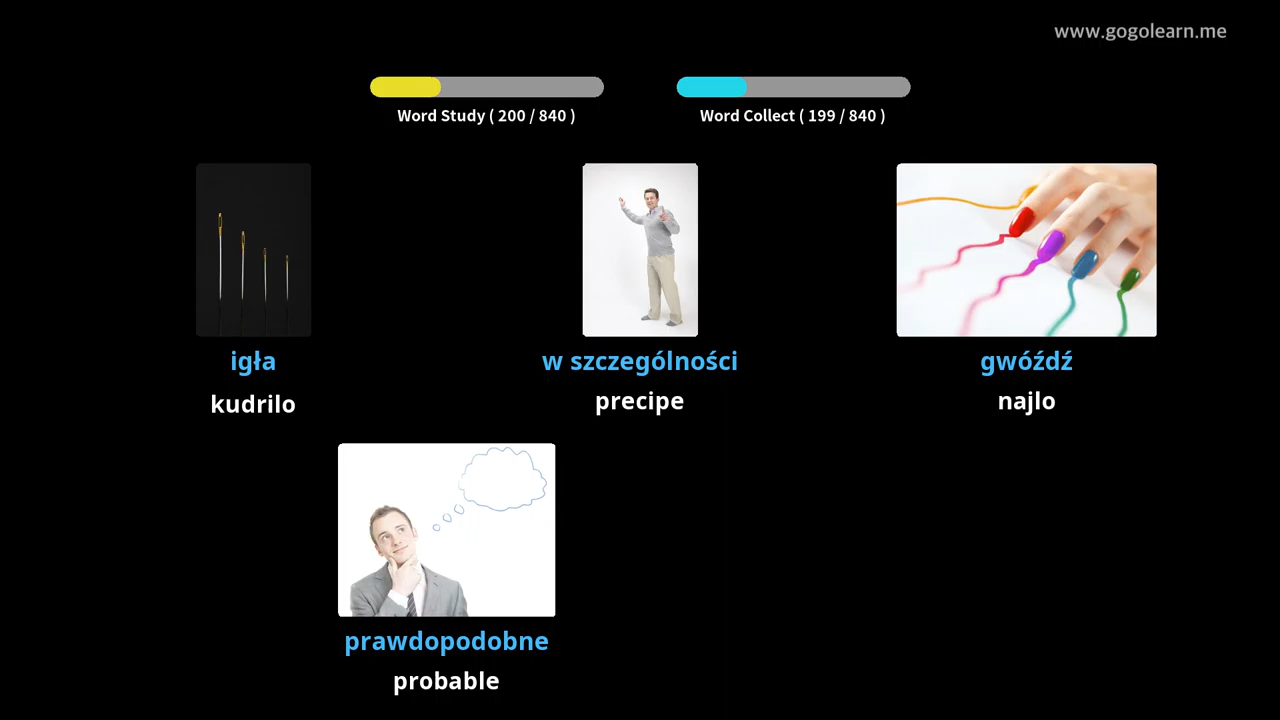 www.gogolearn.me
Word Study ( 200 / 840 )
Word Collect ( 199 / 840 )
igła
w szczególności
gwóźdź
kudrilo
precipe
najlo
prawdopodobne
probable